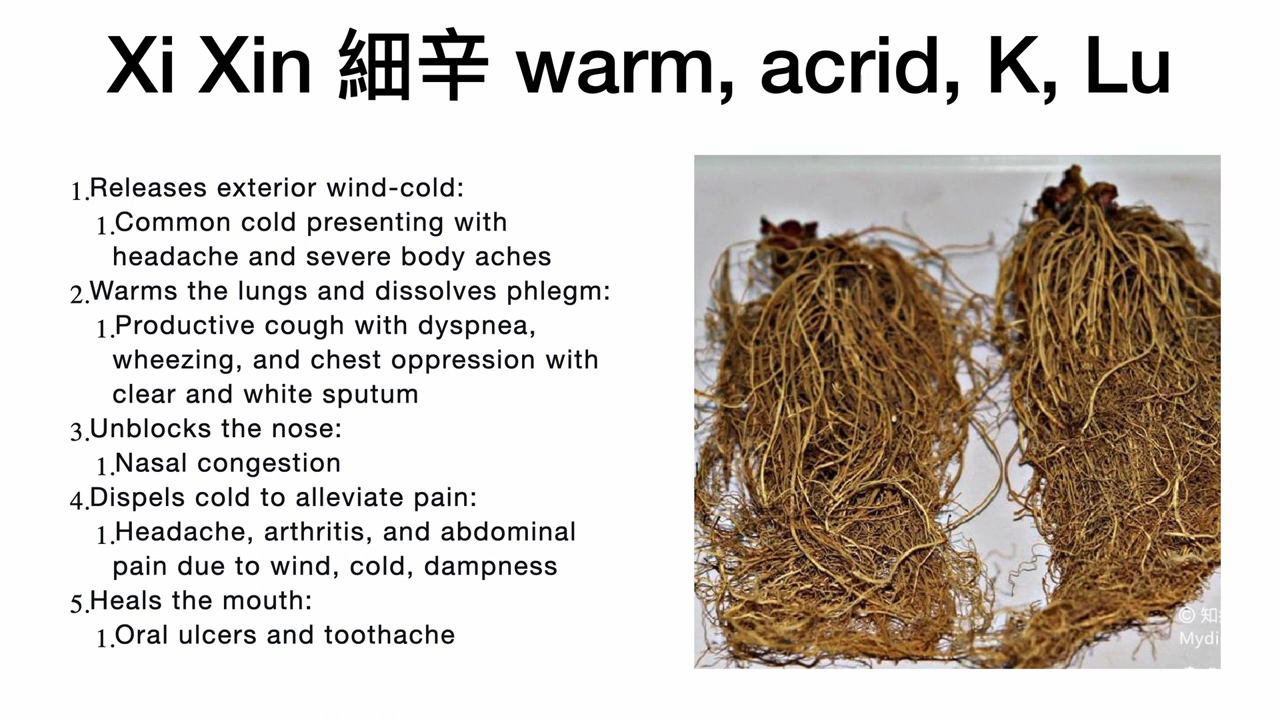 Xi Xin 細辛 warm, acrid, K, Lu
1.Releases exterior wind-cold:
1.Common cold presenting with
headache and severe body aches
2.Warms the lungs and dissolves phlegm:
1.Productive cough with dyspnea,
wheezing, and chest oppression with
clear and white sputum
3.Unblocks the nose:
1.Nasal congestion
4.Dispels cold to alleviate pain:
1.Headache, arthritis, and abdominal
pain due to wind, cold, dampness
5.Heals the mouth:
1.Oral ulcers and toothache
© 知
Mydi